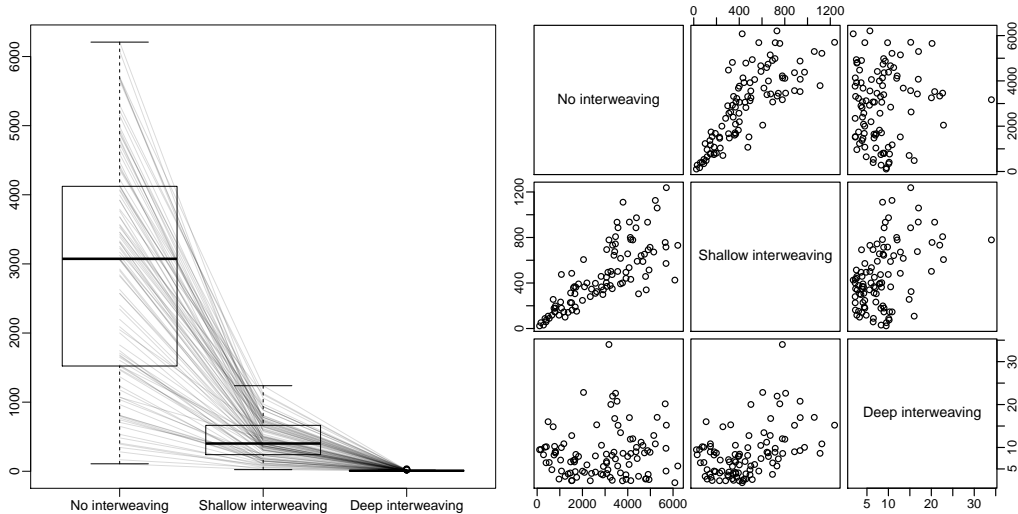 6000
5000
4000
3000
2000
1000
0
No interweaving
Shallow interweaving
Deep interweaving
0 400 800 1200
No interweaving
0 2000 4000 6000
0 400 800 1200
Shallow interweaving
Deep interweaving
5 10 20 30
0 2000 4000 6000
5 10 20 30